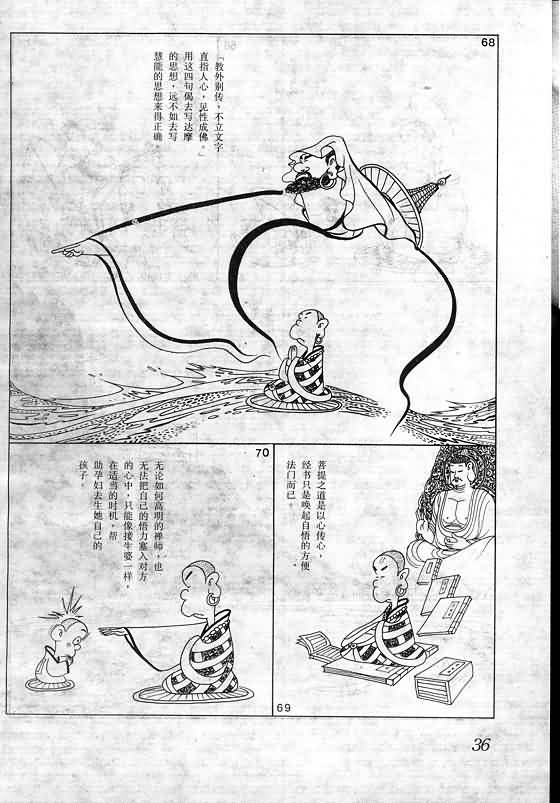 68
「教外别传，不立文字
直指人心，见性成佛。」
用这四句偈去写达摩
的思想，远不如去写
慧能的思想来得正确。
菩提之道是以心传心，
经书只是唤起自悟的方便
法门而已。
69
70
无论如何高明的禅师，也
无法把自己的悟力塞入对方
的心中，只能像接生婆一样，
在适当的时机，帮
助孕妇去生她自己的
孩子。
36